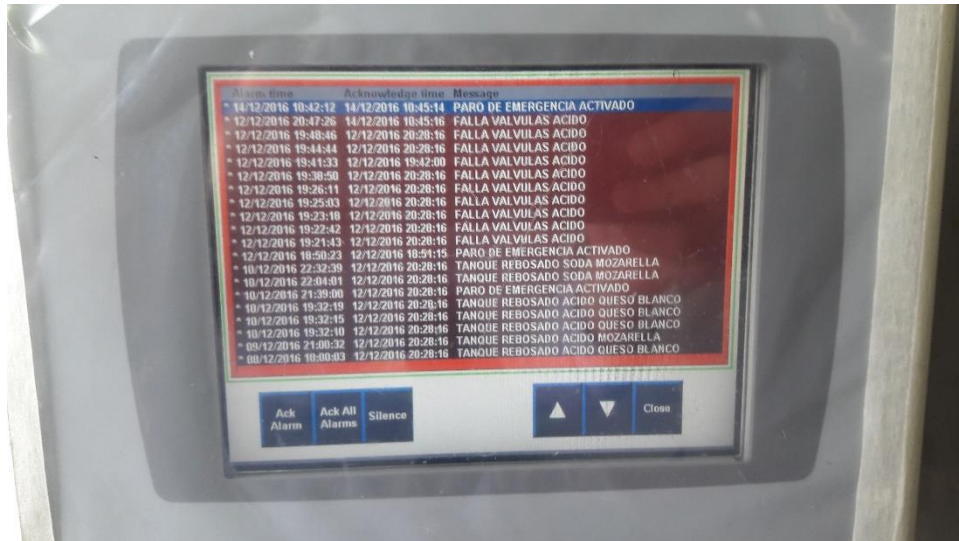 Alarm time Acknowledge time Message
* 14/12/2016 10:42:12 14/12/2016 10:45:14 PARO DE EMERGENCIA ACTIVADO
* 12/12/2016 20:47:26 14/12/2016 10:45:16 FALLA VALVULAS ACIDO
* 12/12/2016 19:48:46 12/12/2016 20:28:16 FALLA VALVULAS ACIDO
* 12/12/2016 19:44:44 12/12/2016 20:28:16 FALLA VALVULAS ACIDO
* 12/12/2016 19:41:33 12/12/2016 19:42:00 FALLA VALVULAS ACIDO
* 12/12/2016 19:38:50 12/12/2016 20:28:16 FALLA VALVULAS ACIDO
* 12/12/2016 19:26:11 12/12/2016 20:28:16 FALLA VALVULAS ACIDO
* 12/12/2016 19:25:03 12/12/2016 20:28:16 FALLA VALVULAS ACIDO
* 12/12/2016 19:23:18 12/12/2016 20:28:16 FALLA VALVULAS ACIDO
* 12/12/2016 19:22:42 12/12/2016 20:28:16 FALLA VALVULAS ACIDO
* 12/12/2016 19:21:43 12/12/2016 20:28:16 FALLA VALVULAS ACIDO
* 12/12/2016 18:50:23 12/12/2016 18:51:15 PARO DE EMERGENCIA ACTIVADO
* 10/12/2016 22:32:39 12/12/2016 20:28:16 TANQUE REBOSADO SODA MOZARELLA
* 10/12/2016 22:04:01 12/12/2016 20:28:16 TANQUE REBOSADO SODA MOZARELLA
* 10/12/2016 21:39:00 12/12/2016 20:28:16 PARO DE EMERGENCIA ACTIVADO
* 10/12/2016 19:32:19 12/12/2016 20:28:16 TANQUE REBOSADO ACIDO QUESO BLANCO
* 10/12/2016 19:32:15 12/12/2016 20:28:16 TANQUE REBOSADO ACIDO QUESO BLANCO
* 10/12/2016 19:32:10 12/12/2016 20:28:16 TANQUE REBOSADO ACIDO QUESO BLANCO
* 09/12/2016 21:00:32 12/12/2016 20:28:16 TANQUE REBOSADO ACIDO MOZARELLA
* 08/12/2016 18:00:03 12/12/2016 20:28:16 TANQUE REBOSADO ACIDO QUESO BLANCO
Ack Alarm
Ack All Alarms
Silence
Close